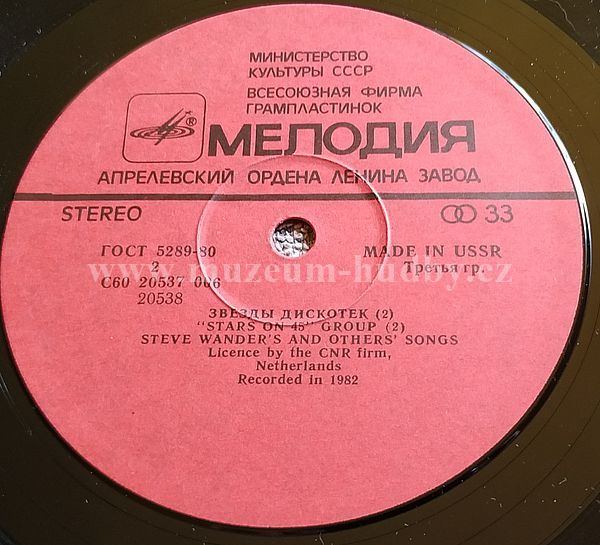 МИНИСТЕРСТВО
КУЛЬТУРЫ СССР
ВСЕСОЮЗНАЯ ФИРМА
ГРАМПЛАСТИНОК
®
МЕЛОДИЯ
АПРЕЛЕВСКИЙ ОРДЕНА ЛЕНИНА ЗАВОД
STEREO 33
ГОСТ 5289-80 MADE IN USSR
2 Третья гр.
www.muzeum-hudby.cz
С60 20537 006
20538
ЗВЕЗДЫ ДИСКОТЕК (2)
"STARS ON 45" GROUP (2)
STEVE WANDER'S AND OTHERS' SONGS
Licence by the CNR firm,
Netherlands
Recorded in 1982